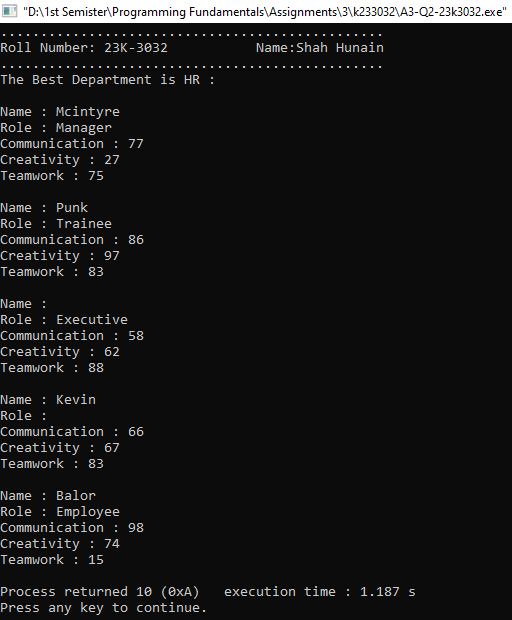 "D:\1st Semister\Programming Fundamentals\Assignments\3\k233032\A3-Q2-23k3032.exe"
................................................
Roll Number: 23K-3032           Name:Shah Hunain
................................................
The Best Department is HR :
Name : Mcintyre
Role : Manager
Communication : 77
Creativity : 27
Teamwork : 75
Name : Punk
Role : Trainee
Communication : 86
Creativity : 97
Teamwork : 83
Name :
Role : Executive
Communication : 58
Creativity : 62
Teamwork : 88
Name : Kevin
Role :
Communication : 66
Creativity : 67
Teamwork : 83
Name : Balor
Role : Employee
Communication : 98
Creativity : 74
Teamwork : 15
Process returned 10 (0xA)   execution time : 1.187 s
Press any key to continue.